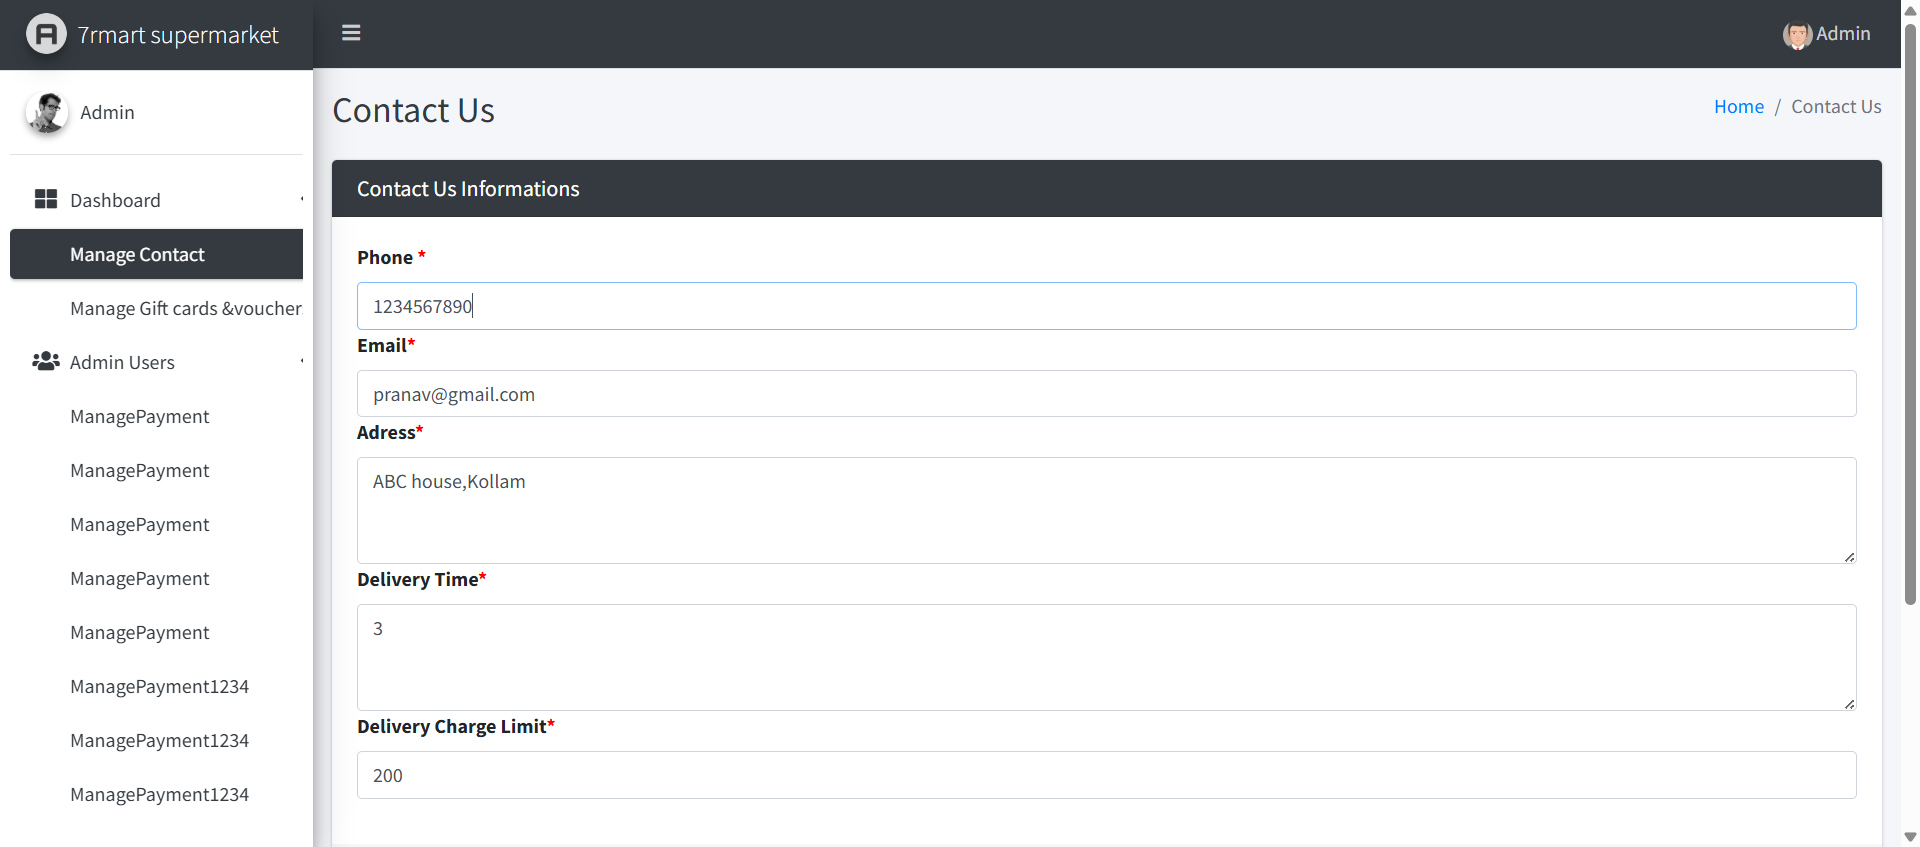 7rmart supermarket
Admin
Admin
Contact Us
Home / Contact Us
Dashboard
Manage Contact
Manage Gift cards &voucher
Admin Users
ManagePayment
ManagePayment
ManagePayment
ManagePayment
ManagePayment
ManagePayment1234
ManagePayment1234
ManagePayment1234
Contact Us Informations
Phone *
1234567890
Email*
pranav@gmail.com
Adress*
ABC house,Kollam
Delivery Time*
3
Delivery Charge Limit*
200